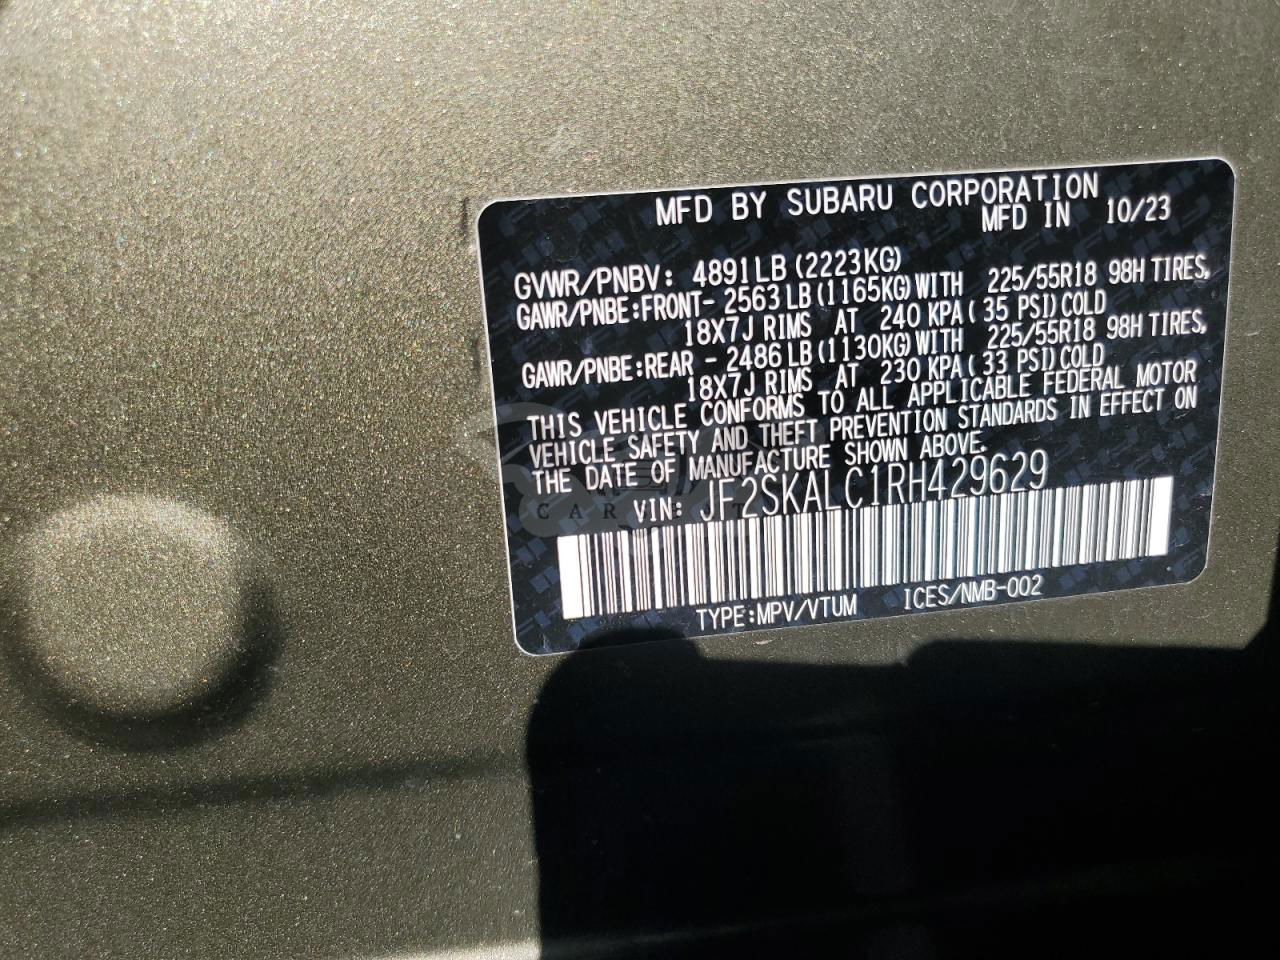 MFD BY SUBARU CORPORATION
MFD IN 10/23
GVWR/PNBV: 4891LB (2223KG)
GAWR/PNBE:FRONT- 2563LB (1165KG) WITH 225/55R18 98H TIRES,
18X7J RIMS AT 240 KPA ( 35 PSI) COLD
GAWR/PNBE:REAR - 2486LB (1130KG) WITH 225/55R18 98H TIRES,
18X7J RIMS AT 230 KPA ( 33 PSI) COLD
THIS VEHICLE CONFORMS TO ALL APPLICABLE FEDERAL MOTOR
VEHICLE SAFETY AND THEFT PREVENTION STANDARDS IN EFFECT ON
THE DATE OF MANUFACTURE SHOWN ABOVE.
VIN: JF2SKALC1RH429629
TYPE:MPV/VTUM ICES/NMB-002